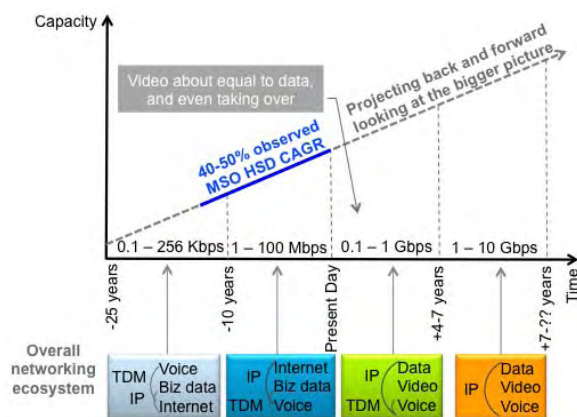 Capacity
Video about equal to data,
and even taking over
Projecting back and forward
looking at the bigger picture
40-50% observed
MSO HSD CAGR
0.1 – 256 Kbps
1 – 100 Mbps
0.1 – 1 Gbps
1 – 10 Gbps
Time
-25 years
-10 years
Present Day
+4-7 years
+7-?? years
Overall
networking
ecosystem
TDM
IP
Voice
Biz data
Internet
IP
TDM
Internet
Biz data
Voice
IP
TDM
Data
Video
Voice
IP
Data
Video
Voice